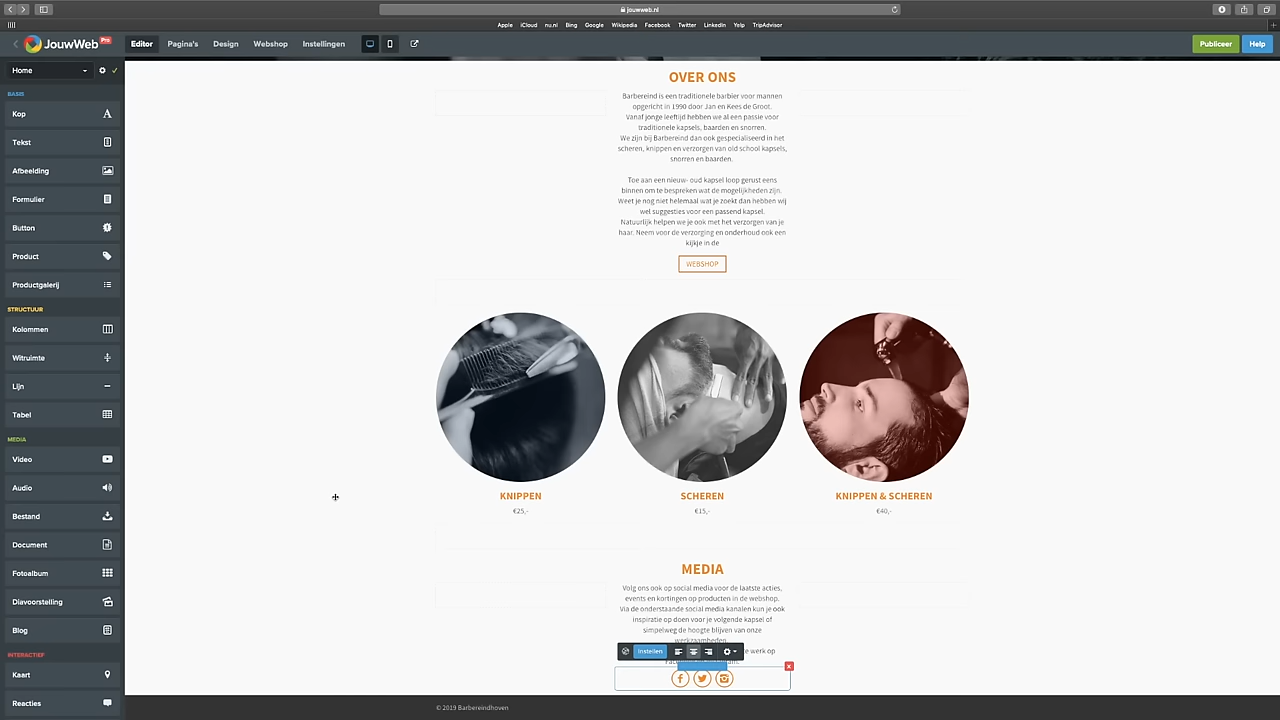 jouwweb.nl
Apple iCloud nu.nl Bing Google Wikipedia Facebook Twitter LinkedIn Yelp TripAdvisor
JouwWeb Pro
Editor Pagina's Design Webshop Instellingen
Publiceer Help
Home
BASIS
Kop
Tekst
Afbeelding
Formulier
Button
Product
Productgalerij
STRUCTUUR
Kolommen
Witruimte
Lijn
Tabel
MEDIA
Video
Audio
Bestand
Document
Fotoalbum
Diavoorstelling
Blog
INTERACTIEF
Kaart
Reacties
OVER ONS
Barbereind is een traditionele barbier voor mannen
opgericht in 1990 door Jan en Kees de Groot.
Vanaf jonge leeftijd hebben we al een passie voor
traditionele kapsels, baarden en snorren.
We zijn bij Barbereind dan ook gespecialiseerd in het
scheren, knippen en verzorgen van old school kapsels,
snorren en baarden.
Toe aan een nieuw- oud kapsel loop gerust eens
binnen om te bespreken wat de mogelijkheden zijn.
Weet je nog niet helemaal wat je zoekt dan hebben wij
wel suggesties voor een passend kapsel.
Natuurlijk helpen we je ook met het verzorgen van je
haar. Neem voor de verzorging en onderhoud ook een
kijkje in de
WEBSHOP
KNIPPEN
€25,-
SCHEREN
€15,-
KNIPPEN & SCHEREN
€40,-
MEDIA
Volg ons ook op social media voor de laatste acties,
events en kortingen op producten in de webshop.
Via de onderstaande social media kanalen kun je ook
inspiratie op doen voor je volgende kapsel of
simpelweg de hoogte blijven van onze
werkzaamheden.
werk op
Instellen
© 2019 Barbereindhoven